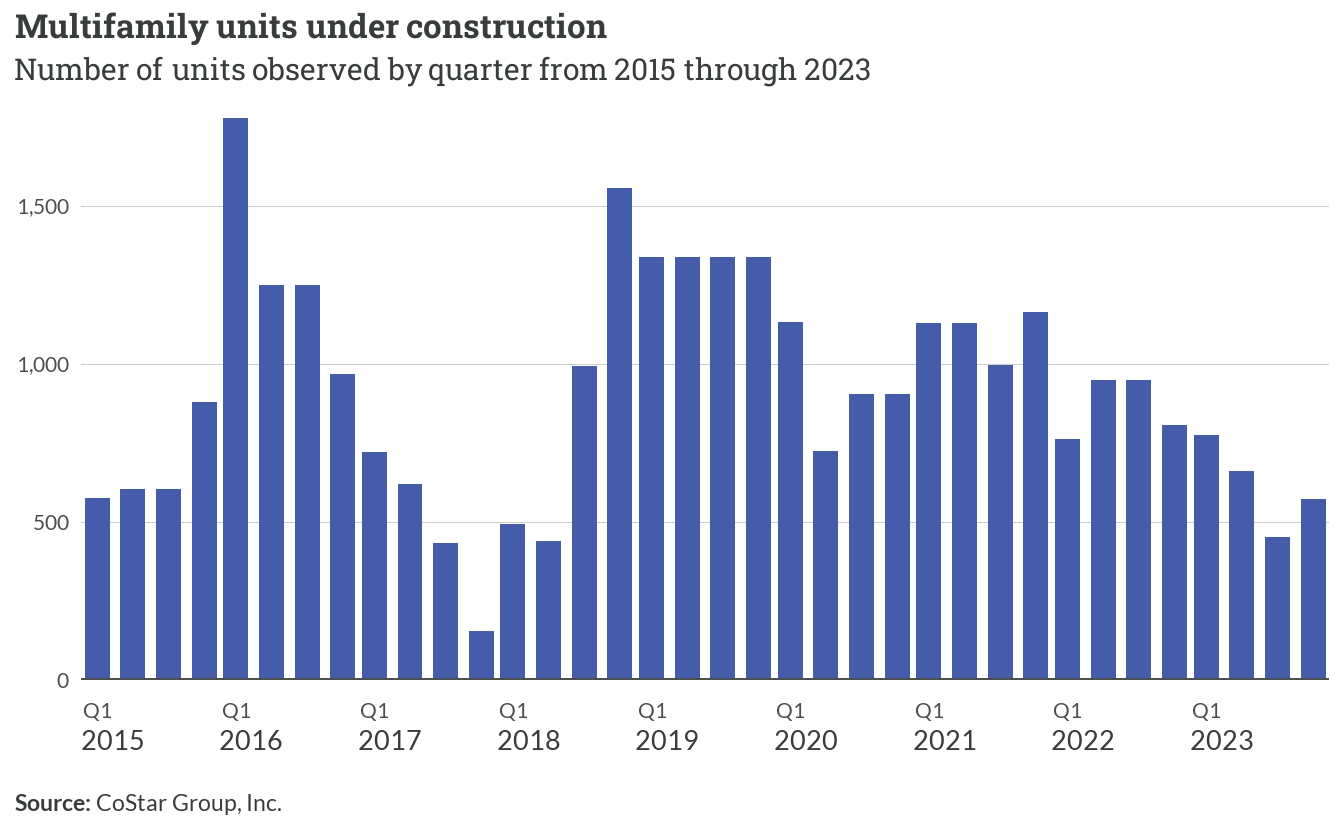 Multifamily units under construction
Number of units observed by quarter from 2015 through 2023
1,500
1,000
500
0
Q1 Q1 Q1 Q1 Q1 Q1 Q1 Q1 Q1
2015 2016 2017 2018 2019 2020 2021 2022 2023
Source: CoStar Group, Inc.